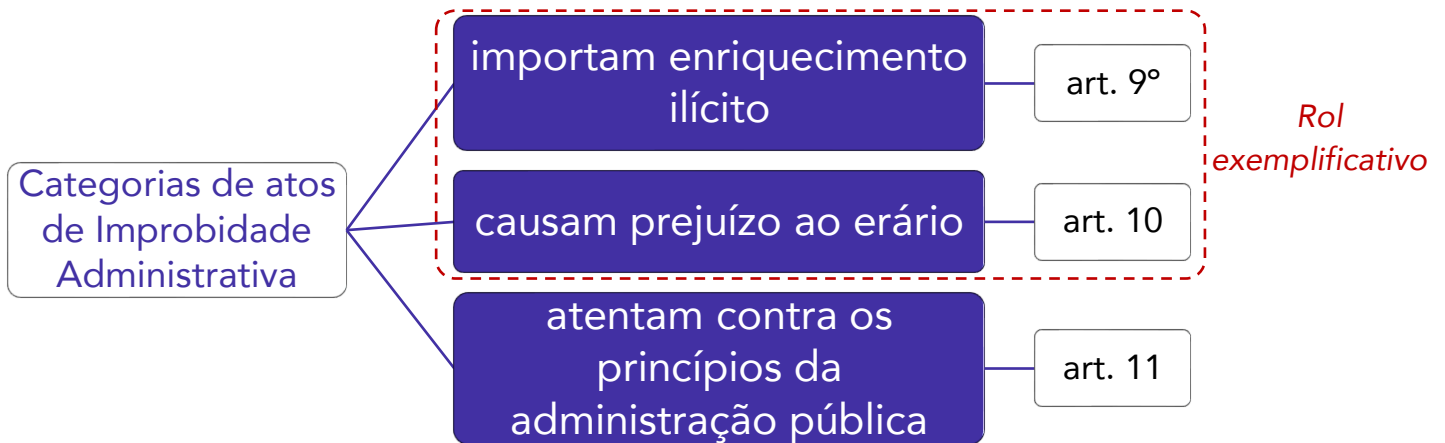 Categorias de atos
de Improbidade
Administrativa
importam enriquecimento
ilícito
art. 9°
causam prejuízo ao erário
art. 10
atentam contra os
princípios da
administração pública
art. 11
Rol
exemplificativo